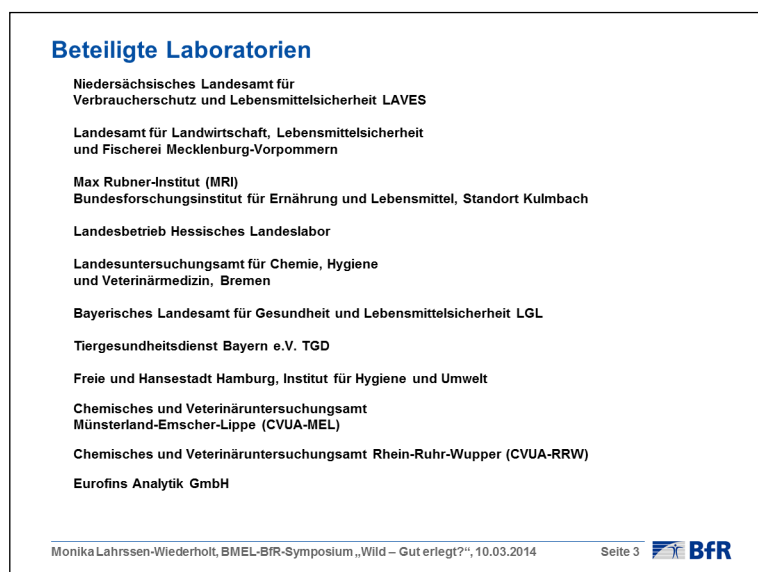 Beteiligte Laboratorien
Niedersächsisches Landesamt für
Verbraucherschutz und Lebensmittelsicherheit LAVES
Landesamt für Landwirtschaft, Lebensmittelsicherheit
und Fischerei Mecklenburg-Vorpommern
Max Rubner-Institut (MRI)
Bundesforschungsinstitut für Ernährung und Lebensmittel, Standort Kulmbach
Landesbetrieb Hessisches Landeslabor
Landesuntersuchungsamt für Chemie, Hygiene
und Veterinärmedizin, Bremen
Bayerisches Landesamt für Gesundheit und Lebensmittelsicherheit LGL
Tiergesundheitsdienst Bayern e.V. TGD
Freie und Hansestadt Hamburg, Institut für Hygiene und Umwelt
Chemisches und Veterinäruntersuchungsamt
Münsterland-Emscher-Lippe (CVUA-MEL)
Chemisches und Veterinäruntersuchungsamt Rhein-Ruhr-Wupper (CVUA-RRW)
Eurofins Analytik GmbH
Monika Lahrssen-Wiederholt, BMEL-BfR-Symposium „Wild – Gut erlegt?“, 10.03.2014 Seite 3 BfR